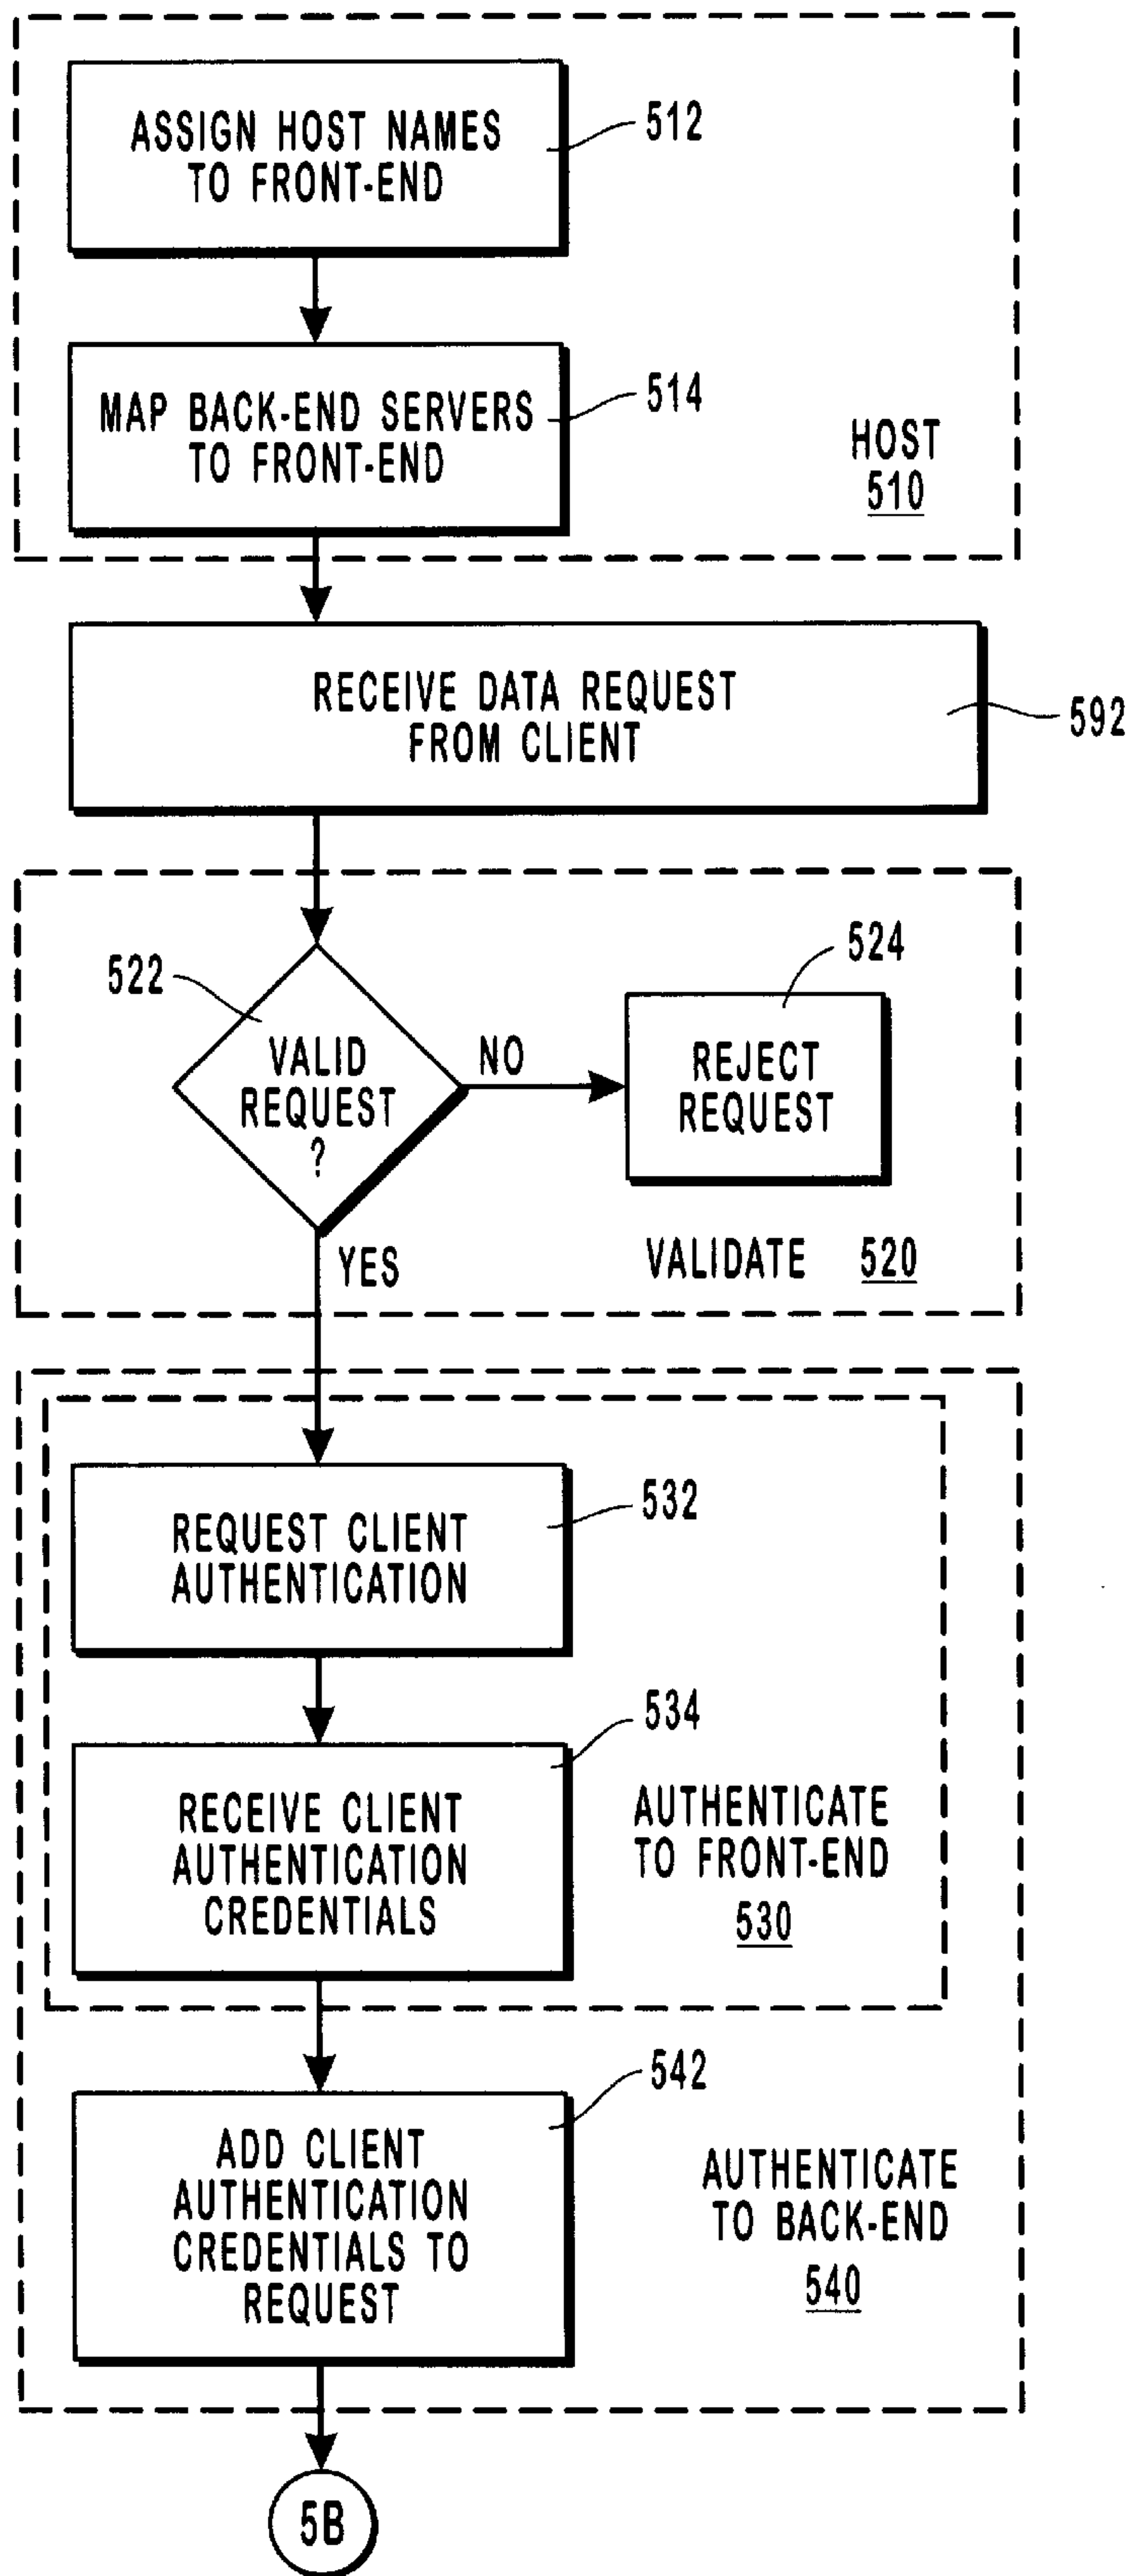 ASSIGN HOST NAMES
TO FRONT-END
512
MAP BACK-END SERVERS
TO FRONT-END
514
HOST
510
RECEIVE DATA REQUEST
FROM CLIENT
592
522
VALID
REQUEST
?
NO
524
REJECT
REQUEST
YES
VALIDATE 520
REQUEST CLIENT
AUTHENTICATION
532
534
RECEIVE CLIENT
AUTHENTICATION
CREDENTIALS
AUTHENTICATE
TO FRONT-END
530
542
ADD CLIENT
AUTHENTICATION
CREDENTIALS TO
REQUEST
AUTHENTICATE
TO BACK-END
540
5B